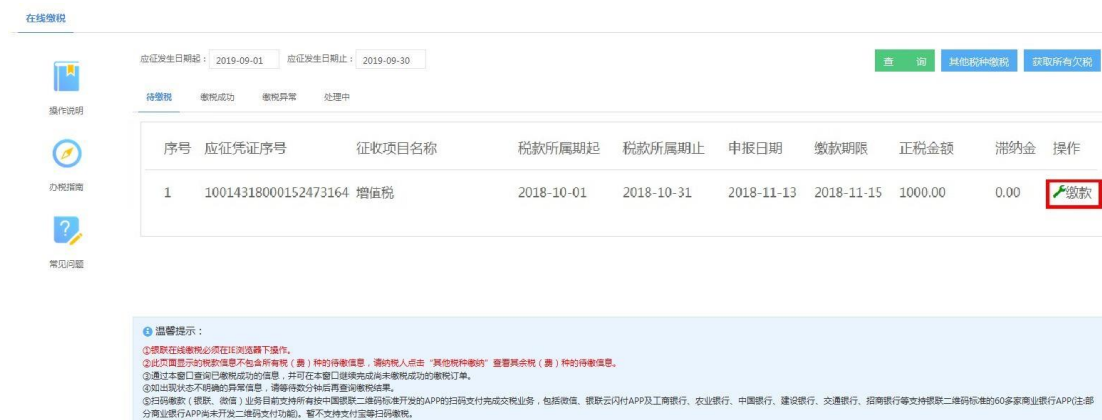 在线缴税
应征发生日期起： 2019-09-01 应征发生日期止： 2019-09-30 查 询 其他税种缴税 获取所有欠税
待缴税 缴税成功 缴税异常 处理中
操作说明
办税指南
常见问题
序号 应征凭证序号 征收项目名称 税款所属期起 税款所属期止 申报日期 缴款期限 正税金额 滞纳金 操作
1 10014318000152473164 增值税 2018-10-01 2018-10-31 2018-11-13 2018-11-15 1000.00 0.00 缴款
温馨提示：
①银联在线缴税必须在IE浏览器下操作。
②此页面显示的税款信息不包含所有税（费）种的待缴信息，请纳税人点击“其他税种缴纳”查看其余税（费）种的待缴信息。
③通过本窗口查询已缴税成功的信息，并可在本窗口继续完成尚未缴税成功的缴税订单。
④如出现状态不明确的异常信息，请等待数分钟后再查询缴税结果。
⑤扫码缴款（银联、微信）业务目前支持所有按中国银联二维码标准开发的APP的扫码支付完成交税业务，包括微信、银联云闪付APP及工商银行、农业银行、中国银行、建设银行、交通银行、招商银行等支持银联二维码标准的60多家商业银行APP(注:部
分商业银行APP尚未开发二维码支付功能)。暂不支持支付宝等扫码缴税。